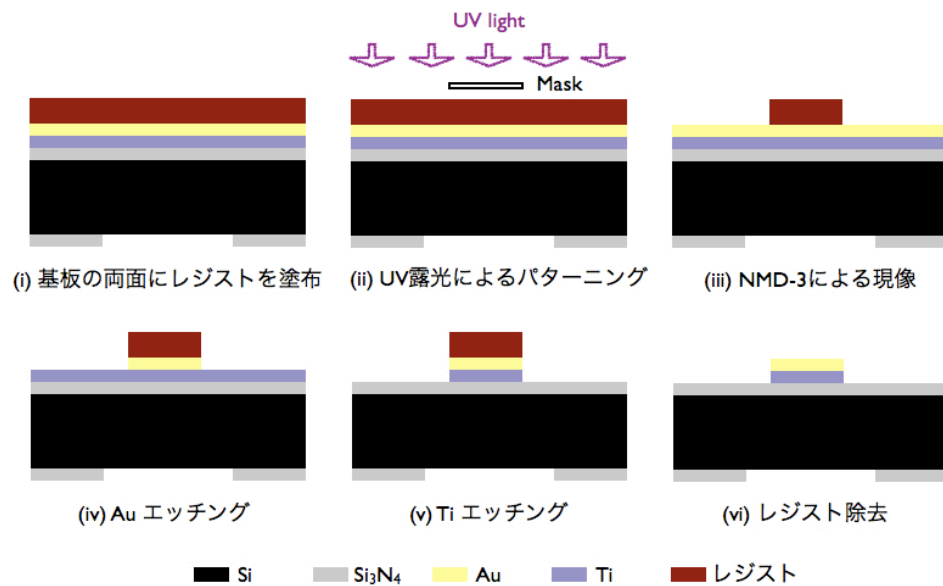 UV light
Mask
(i) 基板の両面にレジストを塗布
(ii) UV露光によるパターニング
(iii) NMD-3による現像
(iv) Au エッチング
(v) Ti エッチング
(vi) レジスト除去
Si
Si₃N₄
Au
Ti
レジスト